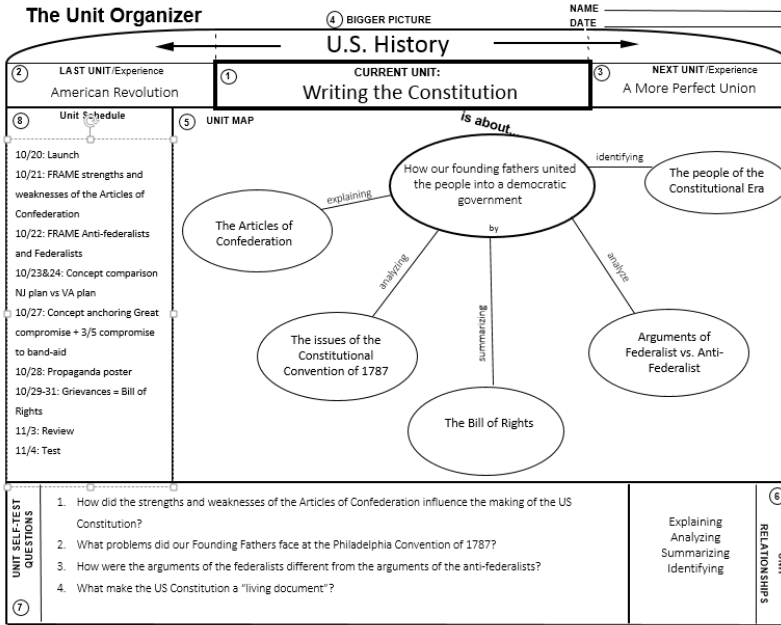 The Unit Organizer
NAME
DATE
4 BIGGER PICTURE
U.S. History
2 LAST UNIT/Experience
American Revolution
1 CURRENT UNIT:
Writing the Constitution
3 NEXT UNIT/Experience
A More Perfect Union
8 Unit Schedule
10/20: Launch
10/21: FRAME strengths and
weaknesses of the Articles of
Confederation
10/22: FRAME Anti-federalists
and Federalists
10/23&24: Concept comparison
NJ plan vs VA plan
10/27: Concept anchoring Great
compromise + 3/5 compromise
to band-aid
10/28: Propaganda poster
10/29-31: Grievances = Bill of
Rights
11/3: Review
11/4: Test
5 UNIT MAP
is about...
How our founding fathers united
the people into a democratic
government
by
explaining
The Articles of
Confederation
analyzing
The issues of the
Constitutional
Convention of 1787
summarizing
The Bill of Rights
analyze
Arguments of
Federalist vs. Anti-
Federalist
identifying
The people of the
Constitutional Era
UNIT SELF-TEST
QUESTIONS
7
1. How did the strengths and weaknesses of the Articles of Confederation influence the making of the US
Constitution?
2. What problems did our Founding Fathers face at the Philadelphia Convention of 1787?
3. How were the arguments of the federalists different from the arguments of the anti-federalists?
4. What make the US Constitution a “living document”?
Explaining
Analyzing
Summarizing
Identifying
6
RELATIONSHIPS